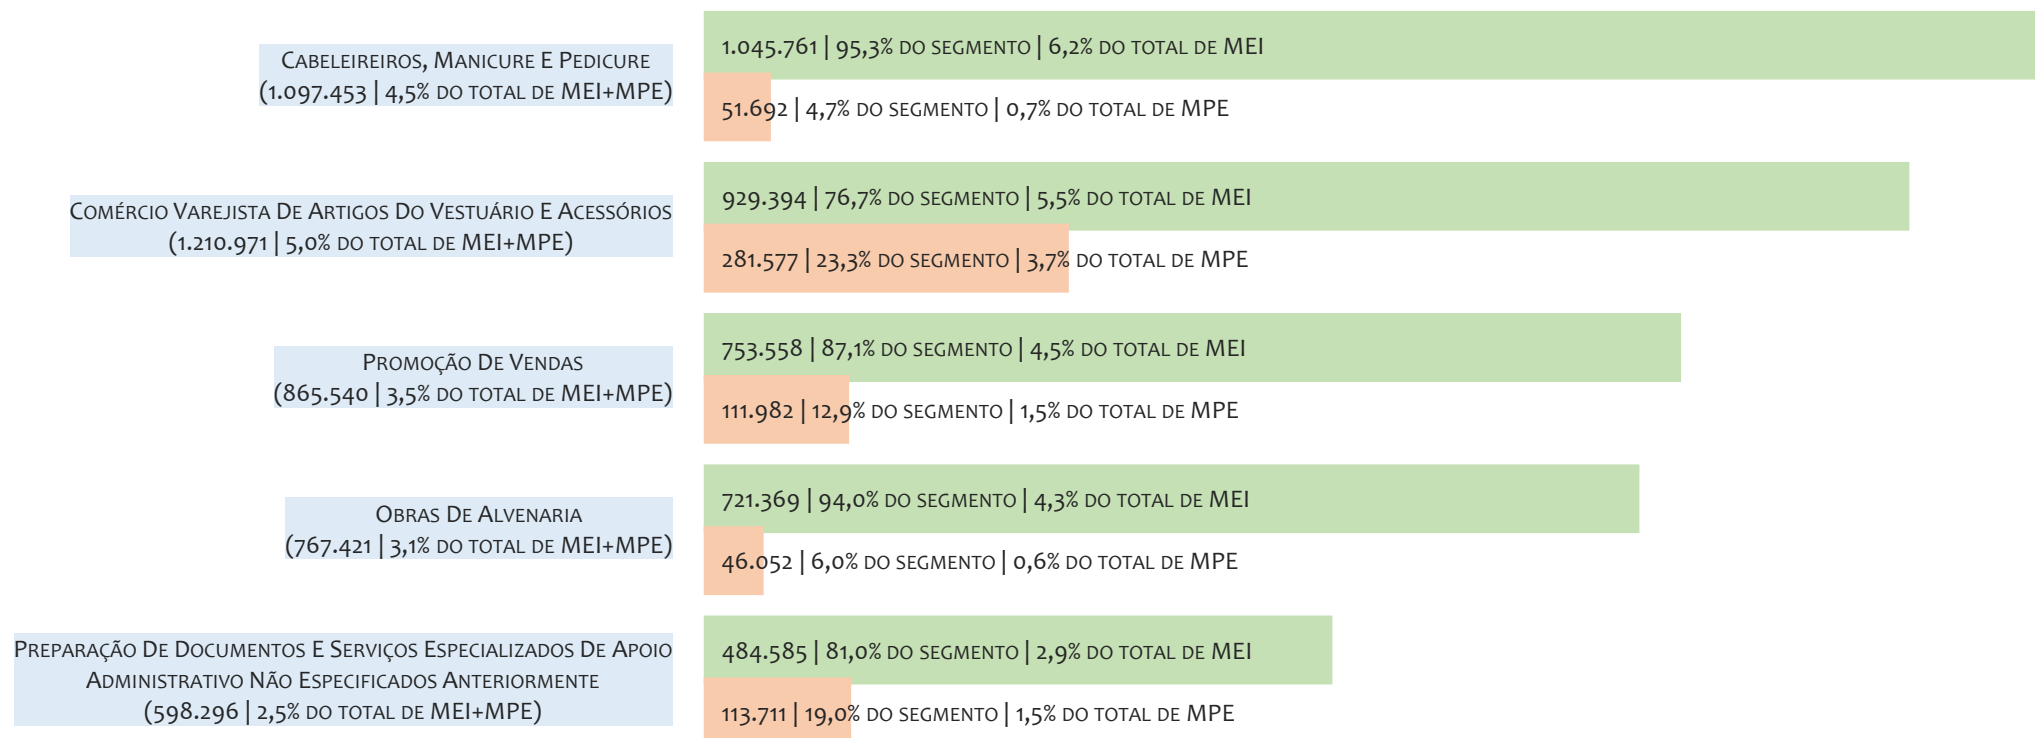 Cabeleireiros, Manicure E Pedicure
(1.097.453 | 4,5% do total de MEI+MPE)
1.045.761 | 95,3% do segmento | 6,2% do total de MEI
51.692 | 4,7% do segmento | 0,7% do total de MPE
Comércio Varejista De Artigos Do Vestuário E Acessórios
(1.210.971 | 5,0% do total de MEI+MPE)
929.394 | 76,7% do segmento | 5,5% do total de MEI
281.577 | 23,3% do segmento | 3,7% do total de MPE
Promoção De Vendas
(865.540 | 3,5% do total de MEI+MPE)
753.558 | 87,1% do segmento | 4,5% do total de MEI
111.982 | 12,9% do segmento | 1,5% do total de MPE
Obras De Alvenaria
(767.421 | 3,1% do total de MEI+MPE)
721.369 | 94,0% do segmento | 4,3% do total de MEI
46.052 | 6,0% do segmento | 0,6% do total de MPE
Preparação De Documentos E Serviços Especializados De Apoio
Administrativo Não Especificados Anteriormente
(598.296 | 2,5% do total de MEI+MPE)
484.585 | 81,0% do segmento | 2,9% do total de MEI
113.711 | 19,0% do segmento | 1,5% do total de MPE